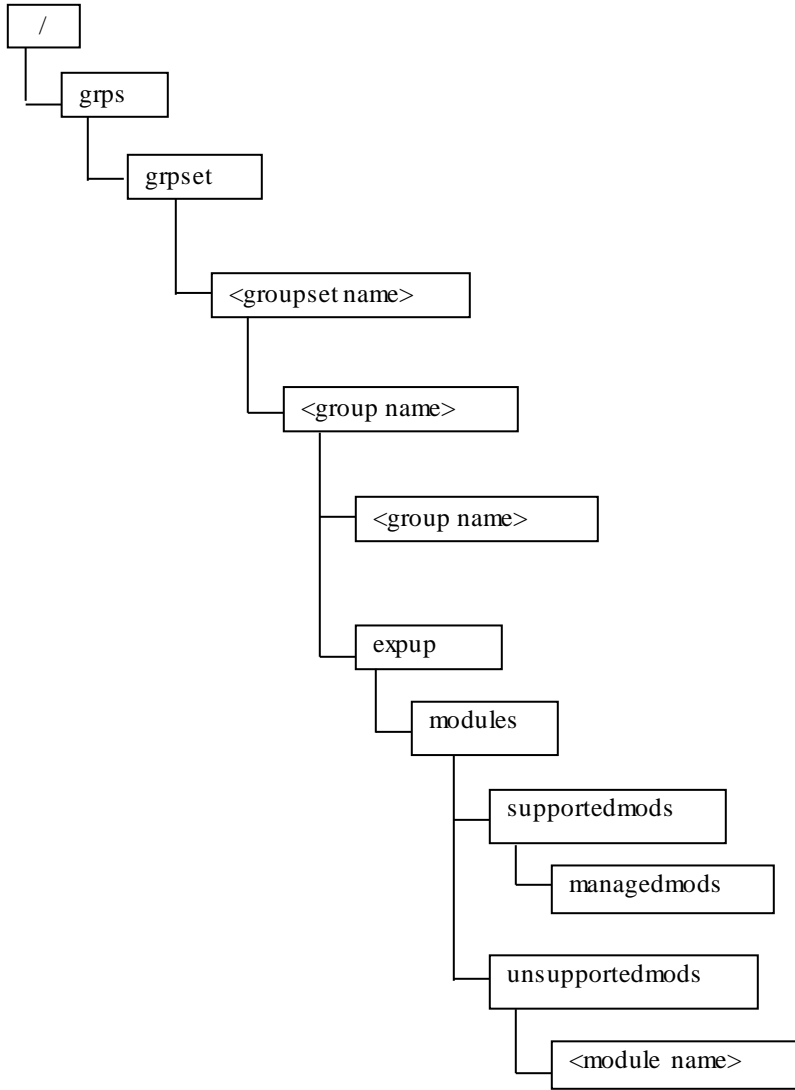 /
grps
grpset
<groupset name>
<group name>
<group name>
expup
modules
supportedmods
managedmods
unsupportedmods
<module name>